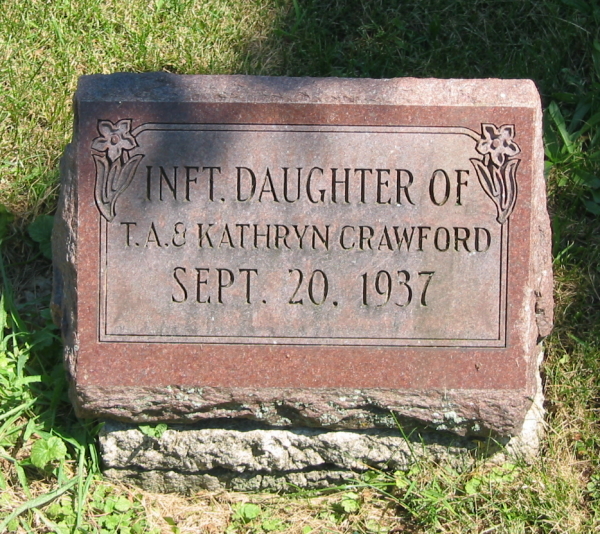 INFT. DAUGHTER OF
T. A. & KATHRYN CRAWFORD
SEPT. 20. 1937